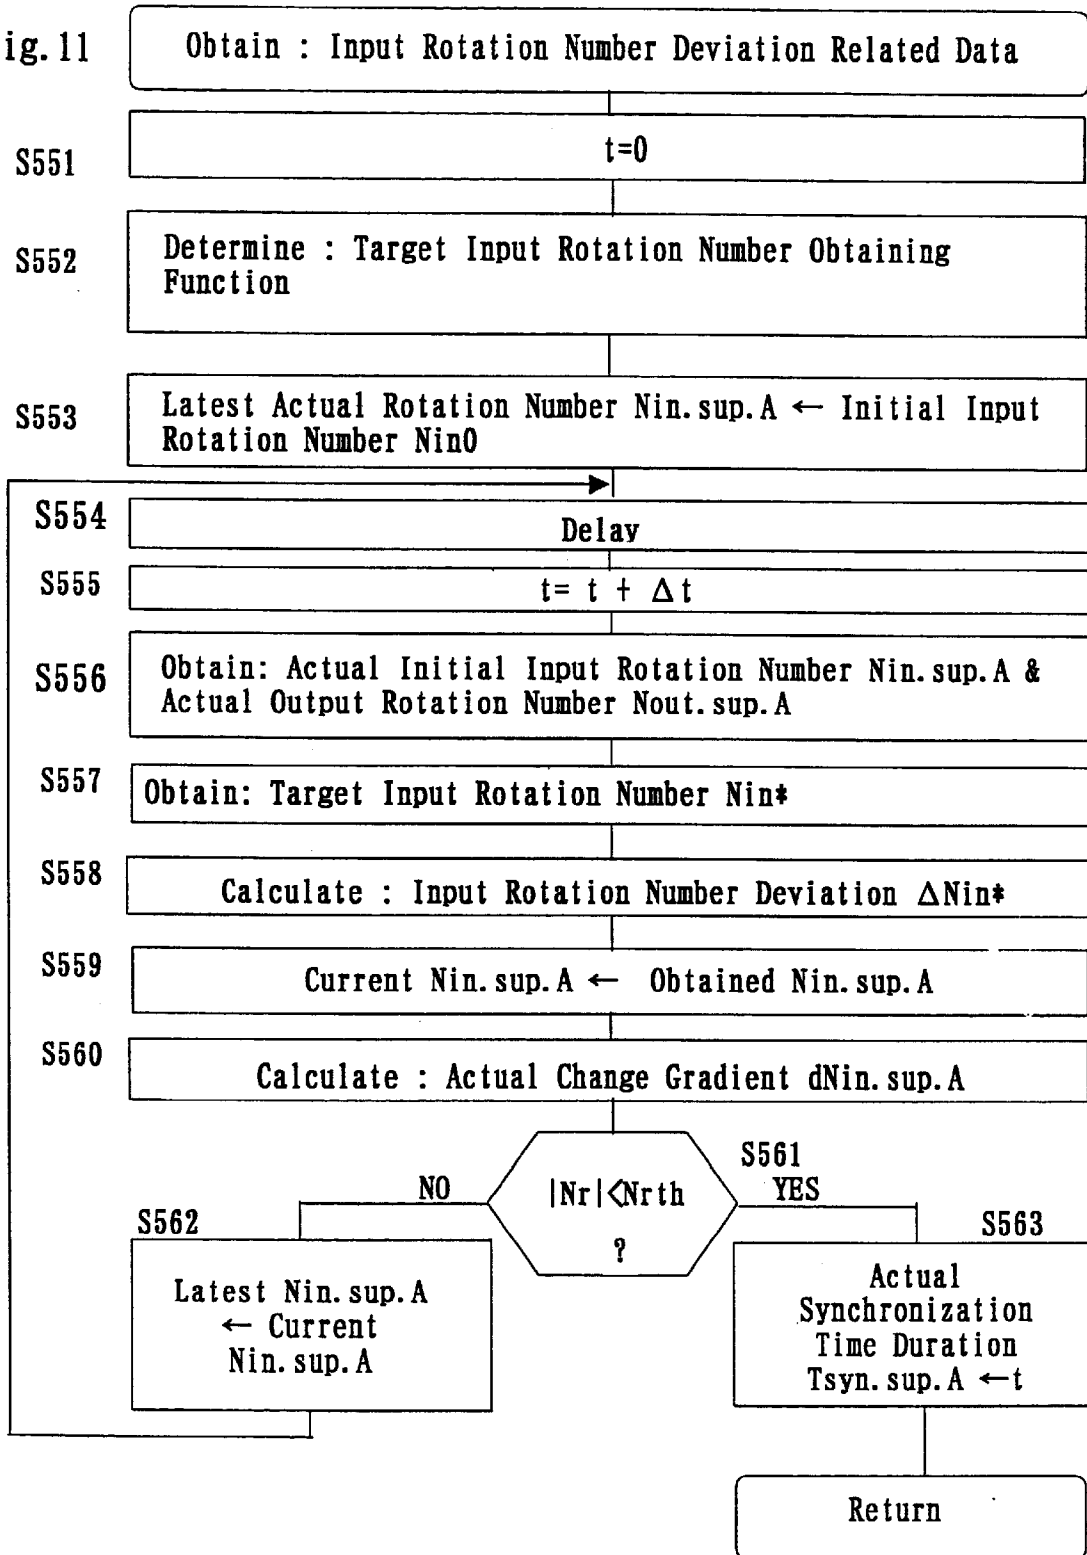 ig. 11
Obtain : Input Rotation Number Deviation Related Data
S551
t=0
S552
Determine : Target Input Rotation Number Obtaining
Function
S553
Latest Actual Rotation Number Nin. sup. A ← Initial Input
Rotation Number Nin0
S554
Delay
S555
t= t + Δt
S556
Obtain: Actual Initial Input Rotation Number Nin. sup. A &
Actual Output Rotation Number Nout. sup. A
S557
Obtain: Target Input Rotation Number Nin*
S558
Calculate : Input Rotation Number Deviation ΔNin*
S559
Current Nin. sup. A ← Obtained Nin. sup. A
S560
Calculate : Actual Change Gradient dNin. sup. A
S561
|Nr|<Nrth
?
NO
YES
S562
Latest Nin. sup. A
← Current
Nin. sup. A
S563
Actual
Synchronization
Time Duration
Tsyn. sup. A ←t
Return